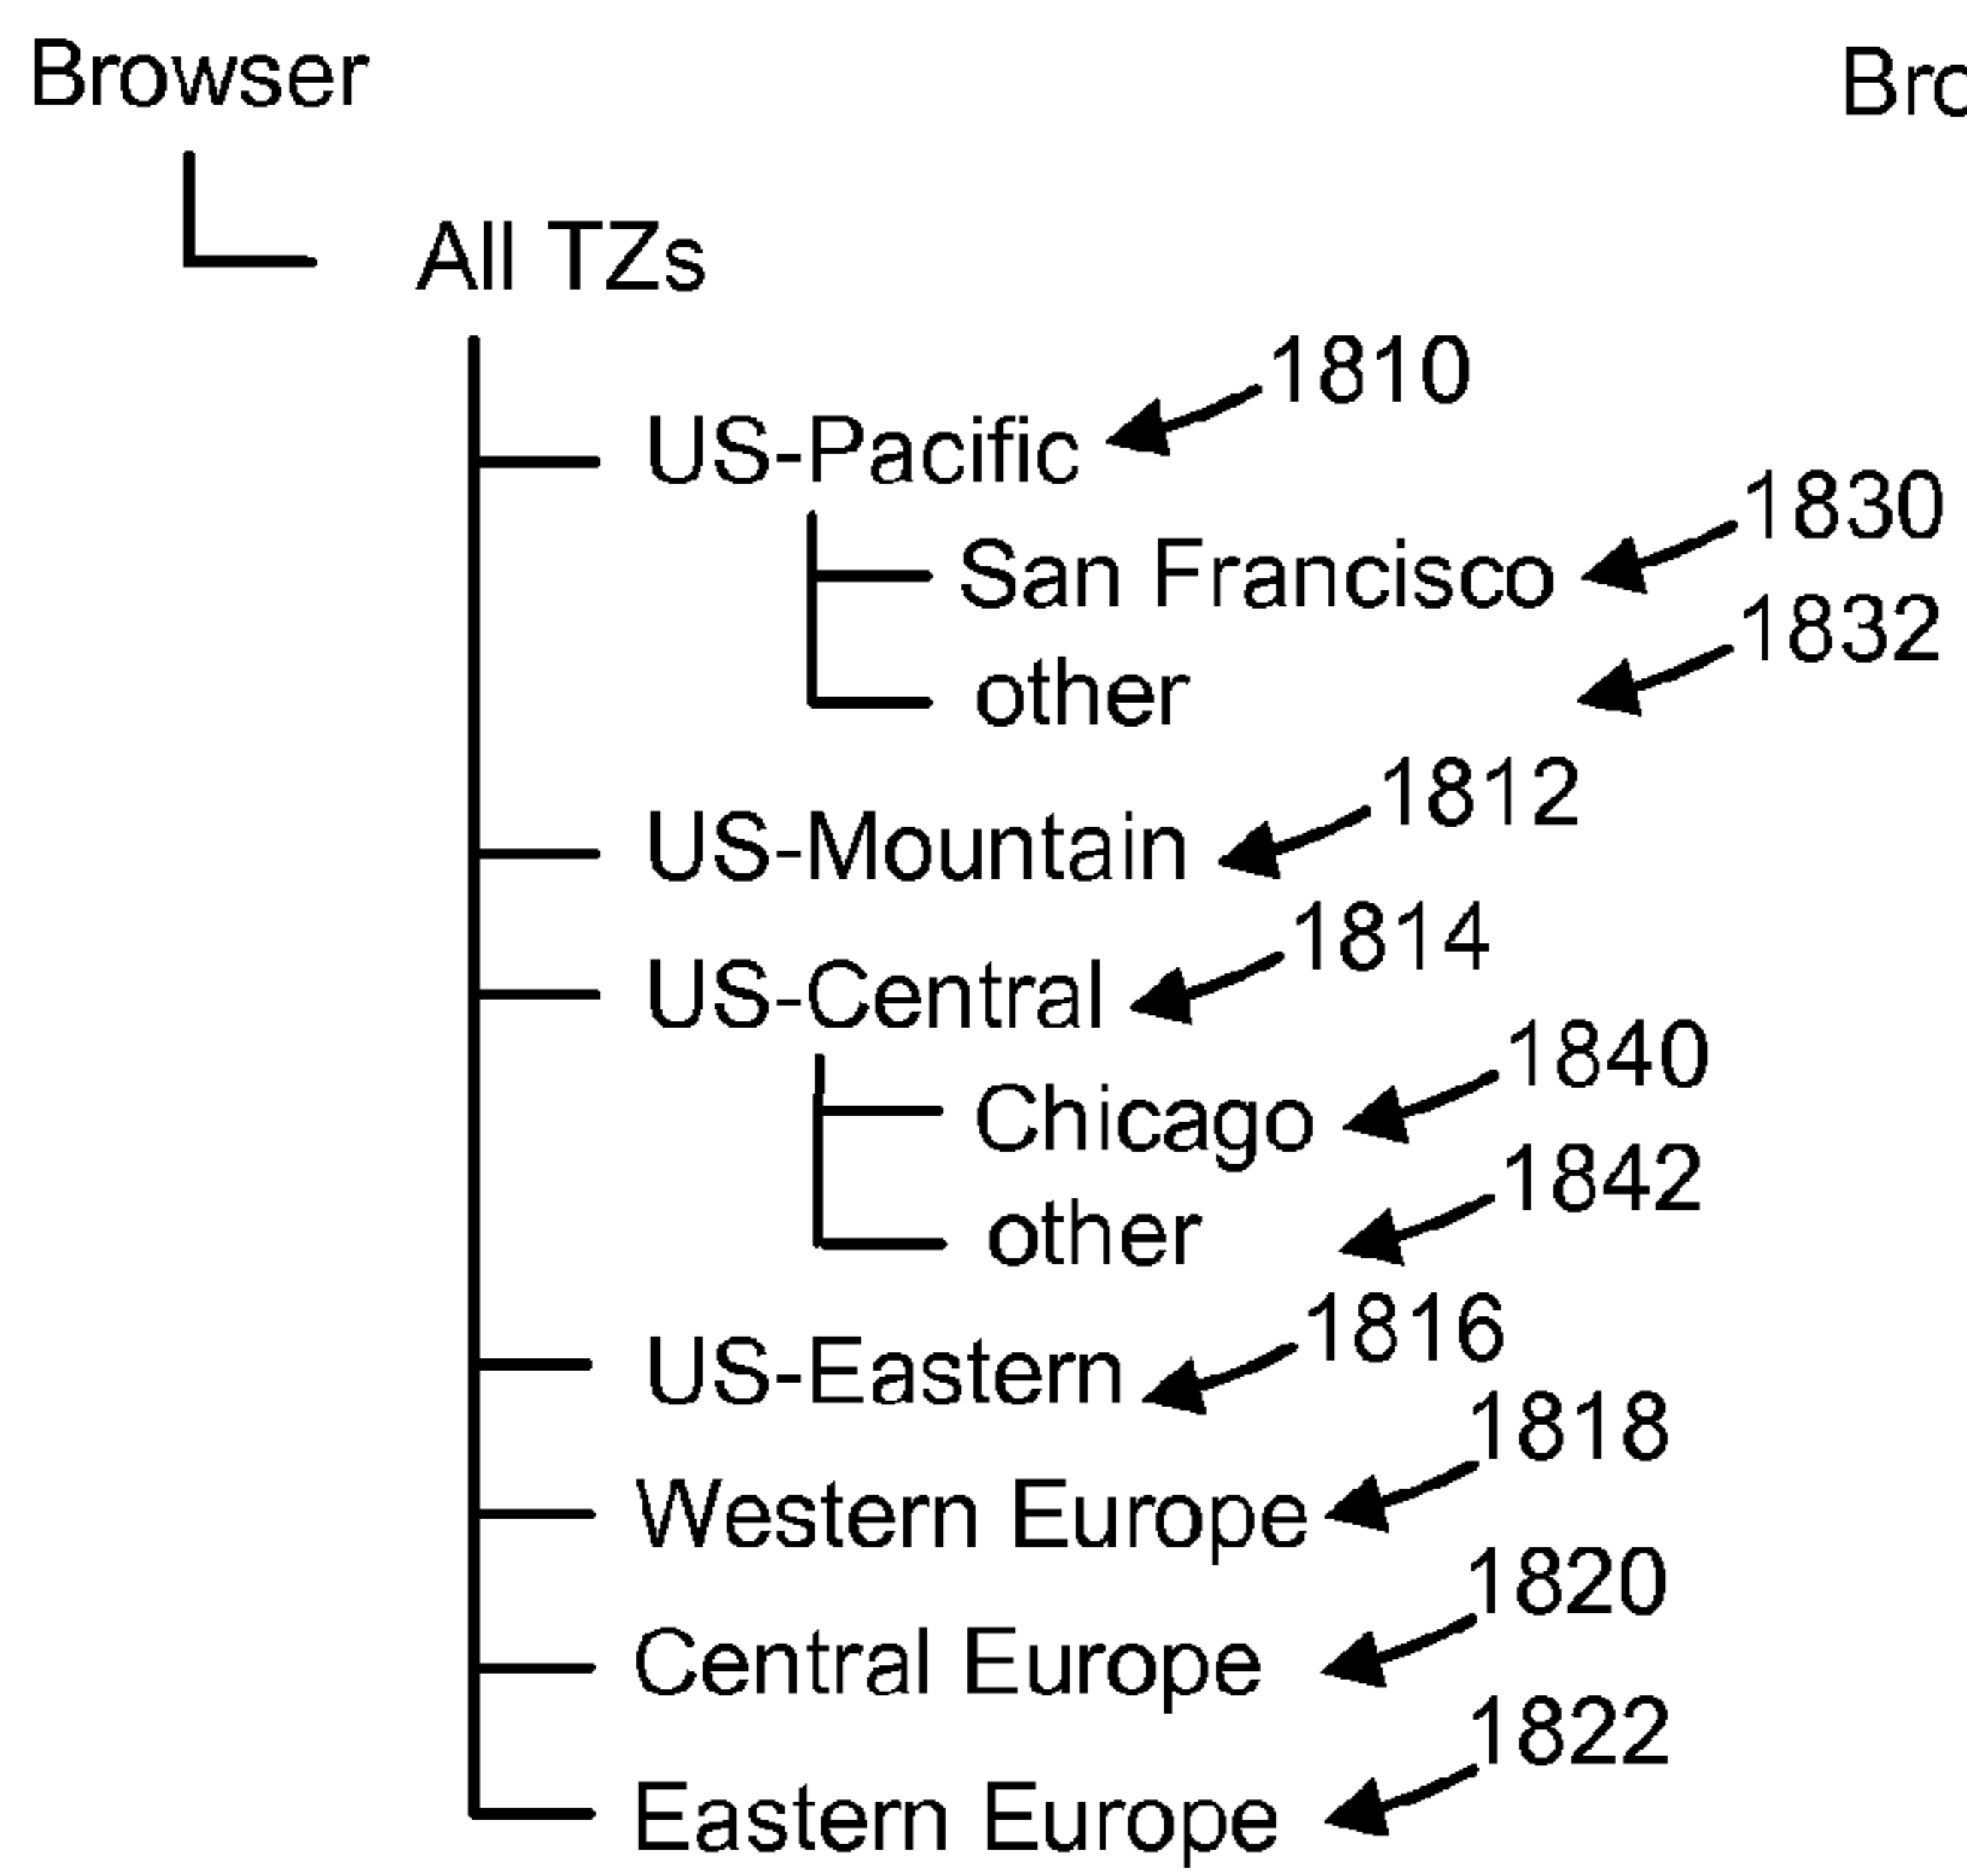 Browser
All TZs
1810
US-Pacific
1830
San Francisco
1832
other
1812
US-Mountain
1814
US-Central
1840
Chicago
1842
other
1816
US-Eastern
1818
Western Europe
1820
Central Europe
1822
Eastern Europe